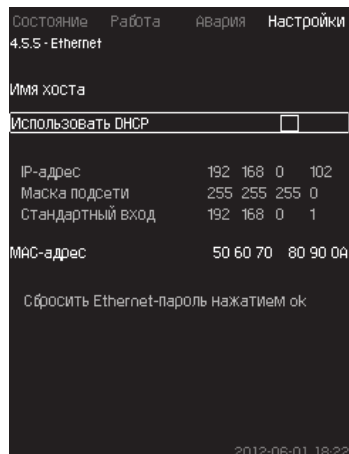 Состояние Работа Авария Настройки
4.5.5 - Ethernet
Имя хоста
Использовать DHCP
IP-адрес 192 168 0 102
Маска подсети 255 255 255 0
Стандартный вход 192 168 0 1
MAC-адрес 50 60 70 80 90 0A
Сбросить Ethernet-пароль нажатием ok
2012-06-01 18:22